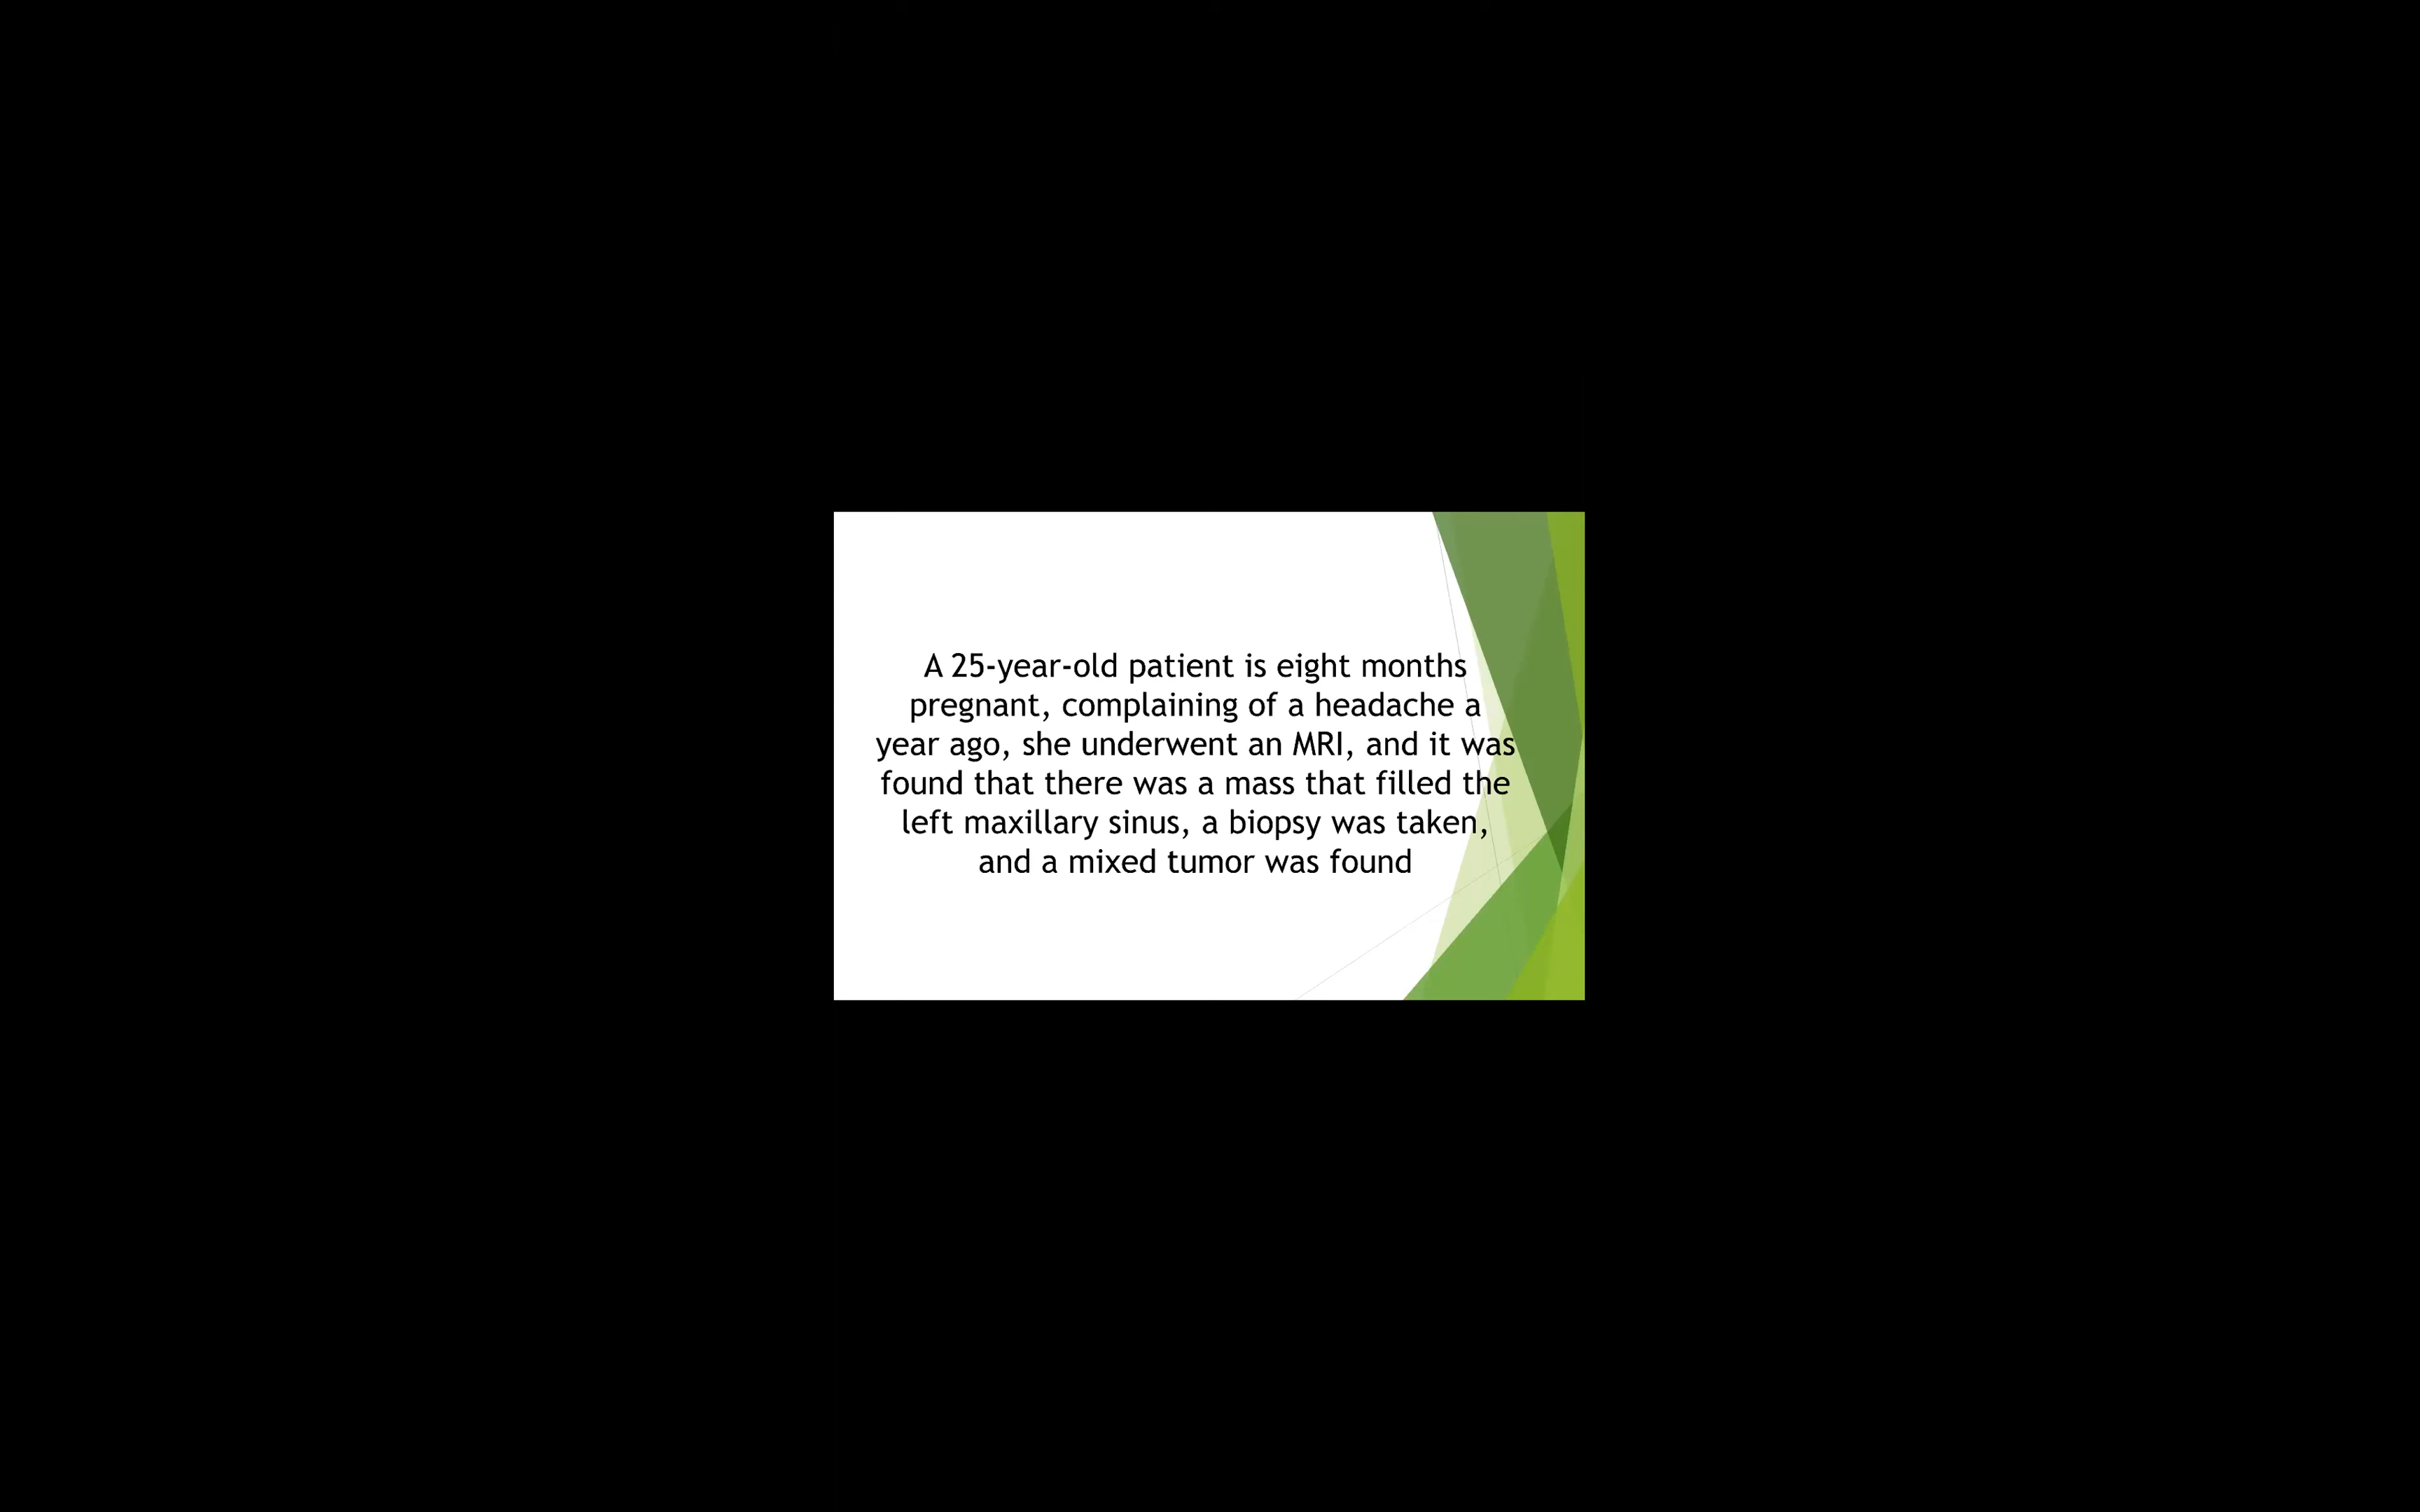 A 25-year-old patient is eight months
pregnant, complaining of a headache a
year ago, she underwent an MRI, and it was
found that there was a mass that filled the
left maxillary sinus, a biopsy was taken,
and a mixed tumor was found